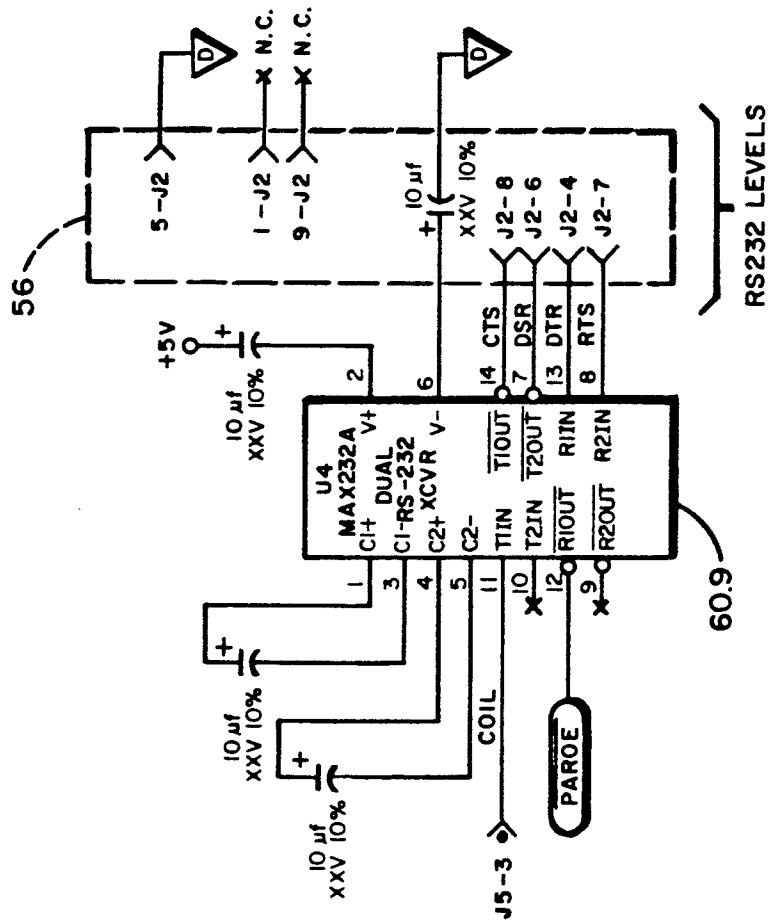 56
5-J2
D
1-J2
N.C.
9-J2
N.C.
+
10 µf
XXV 10%
D
J2-8
J2-6
J2-4
J2-7
RS232 LEVELS
+5V
+
10 µf
XXV 10%
2
6
14
CTS
7
DSR
13
DTR
8
RTS
U4
MAX232A
DUAL
RS-232
XCVR
C1+
C1-
C2+
C2-
T1IN
T2IN
R1OUT
R2OUT
V+
V-
T1OUT
T2OUT
R1IN
R2IN
1
3
4
5
11
10
12
9
60.9
+
10 µf
XXV 10%
+
10 µf
XXV 10%
COIL
J5-3
PAROE